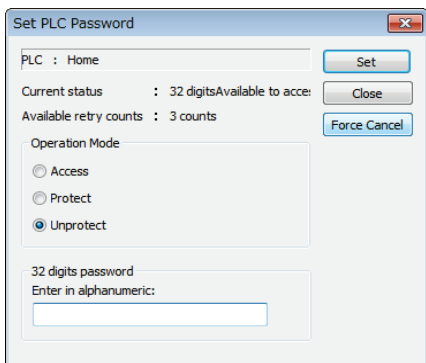 Set PLC Password
PLC : Home
Set
Current status : 32 digitsAvailable to acces
Close
Available retry counts : 3 counts
Force Cancel
Operation Mode
Access
Protect
Unprotect
32 digits password
Enter in alphanumeric: